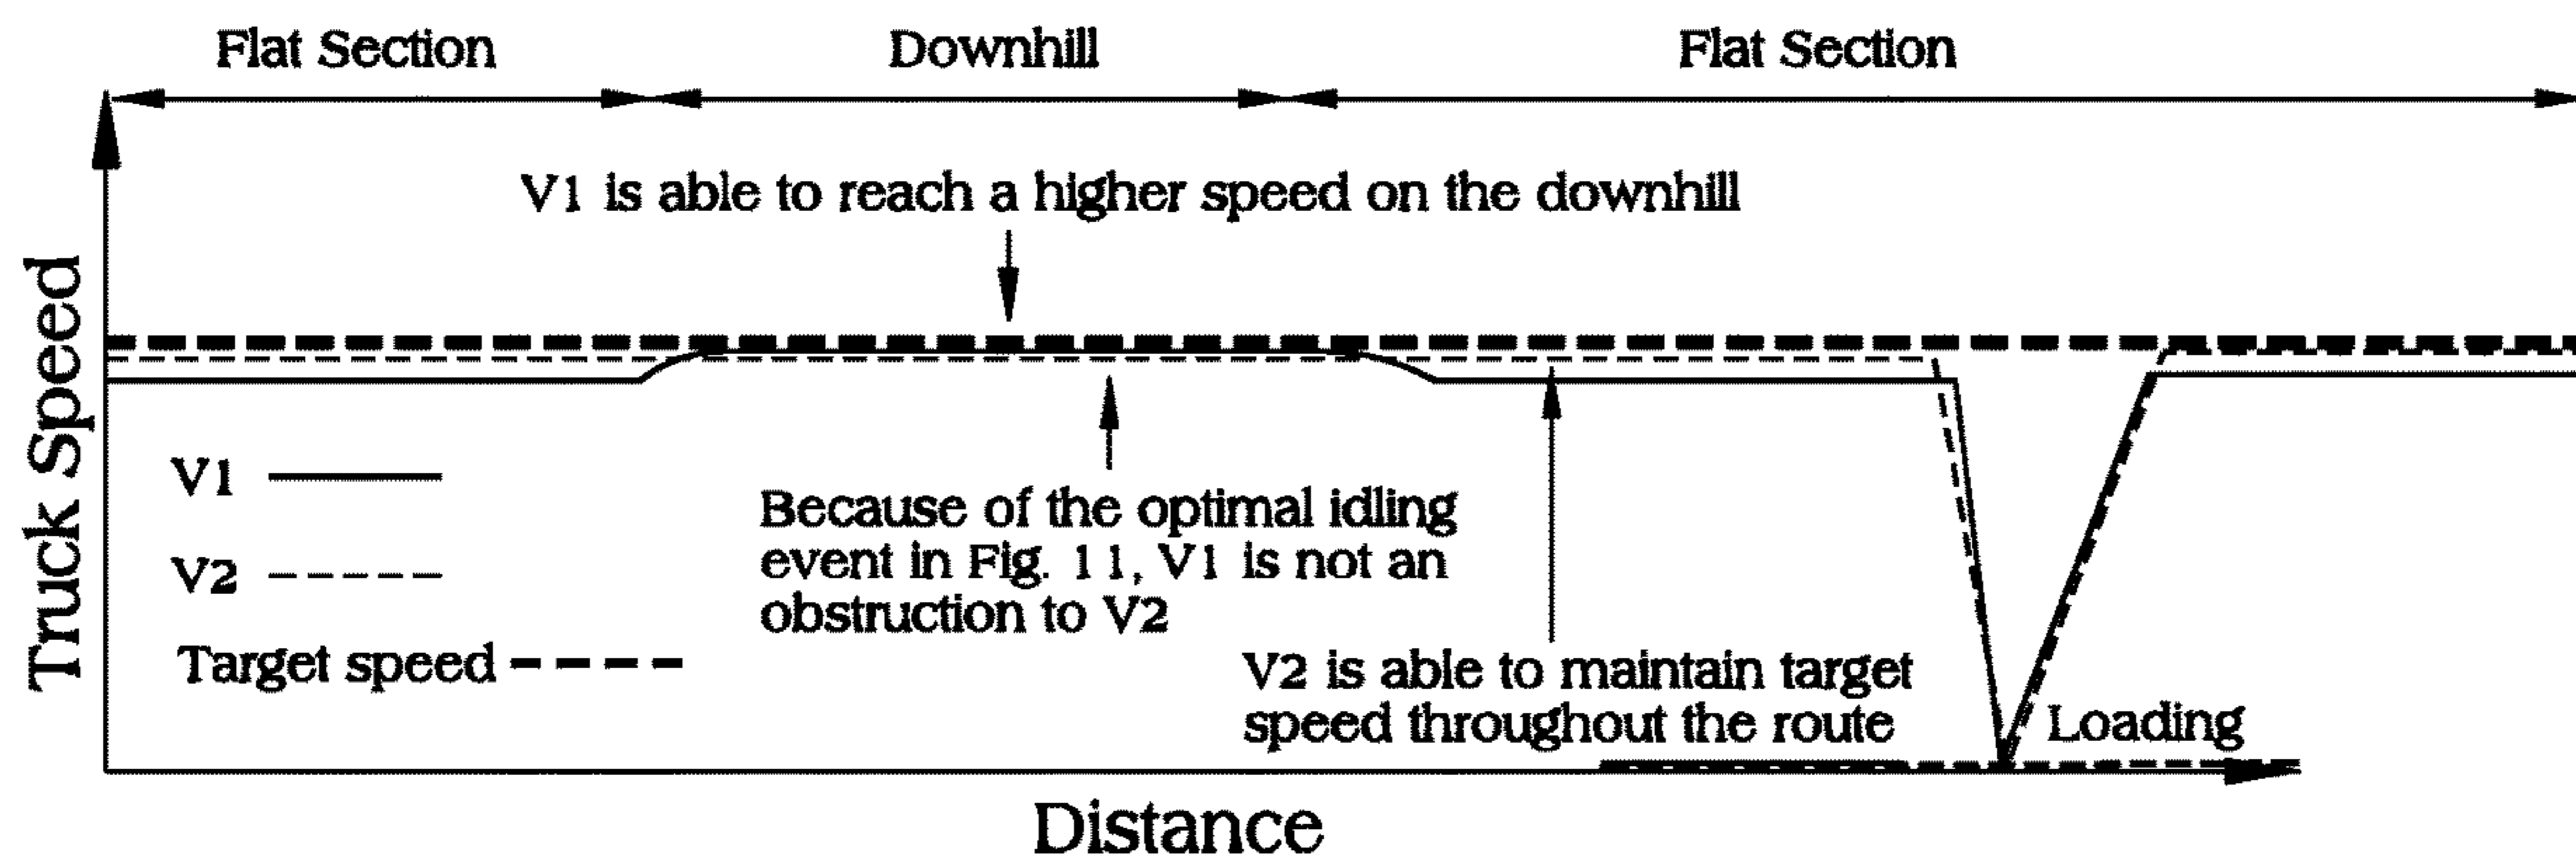 Flat Section
Downhill
Flat Section
V1 is able to reach a higher speed on the downhill
Truck Speed
V1
V2
Target speed
Because of the optimal idling
event in Fig. 11, V1 is not an
obstruction to V2
V2 is able to maintain target
speed throughout the route
Loading
Distance